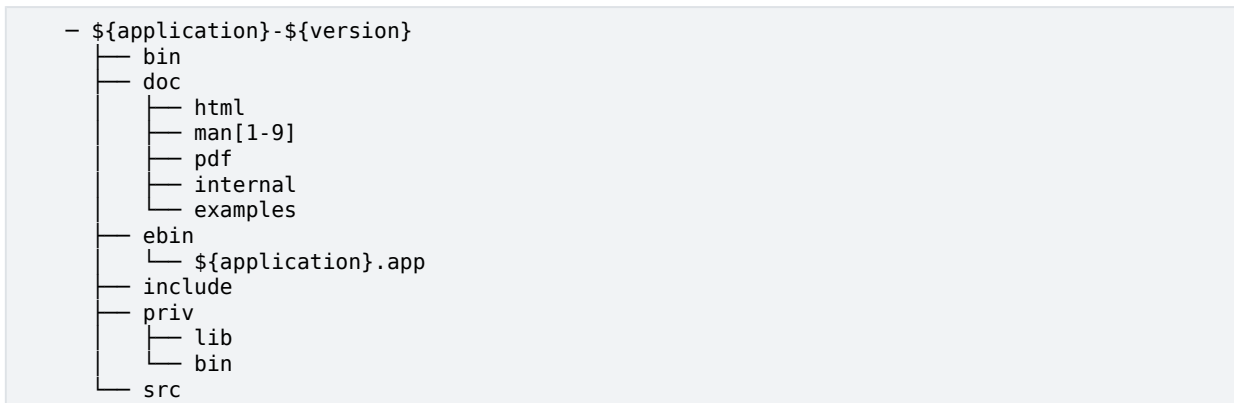 ─ ${application}-${version}
├── bin
├── doc
│   ├── html
│   ├── man[1-9]
│   ├── pdf
│   ├── internal
│   └── examples
├── ebin
│   └── ${application}.app
├── include
├── priv
│   ├── lib
│   └── bin
└── src